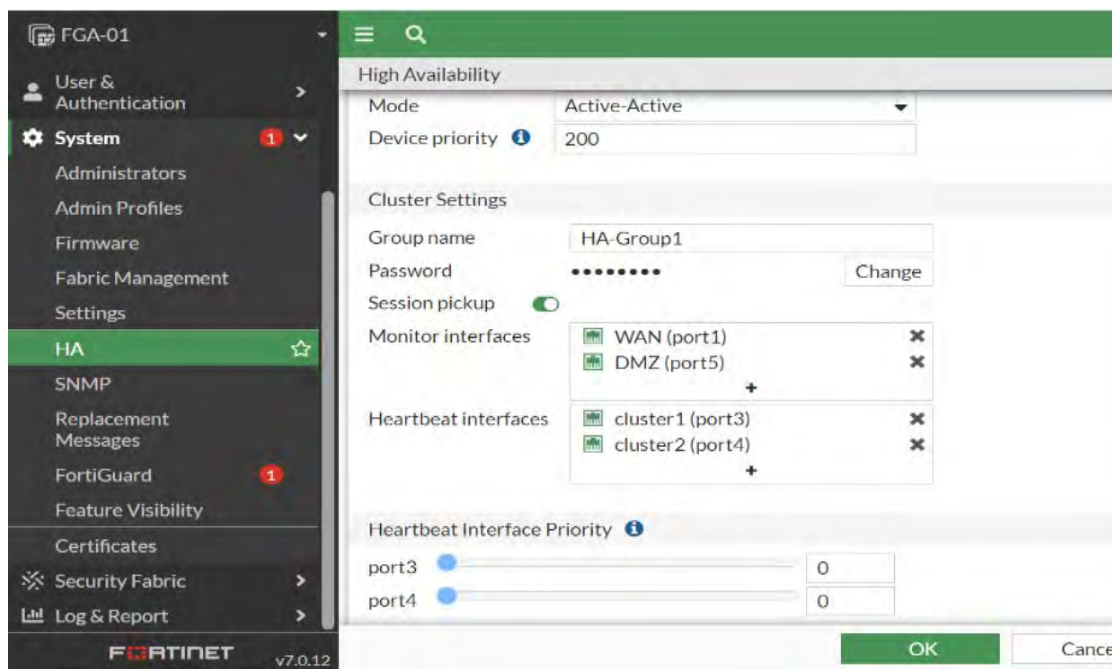 FGA-01
User &
Authentication
System 1
Administrators
Admin Profiles
Firmware
Fabric Management
Settings
HA
SNMP
Replacement
Messages
FortiGuard 1
Feature Visibility
Certificates
Security Fabric
Log & Report
FORTINET v7.0.12
High Availability
Mode Active-Active
Device priority 200
Cluster Settings
Group name HA-Group1
Password •••••••• Change
Session pickup
Monitor interfaces WAN (port1)
DMZ (port5)
+
Heartbeat interfaces cluster1 (port3)
cluster2 (port4)
+
Heartbeat Interface Priority
port3 0
port4 0
OK Cance